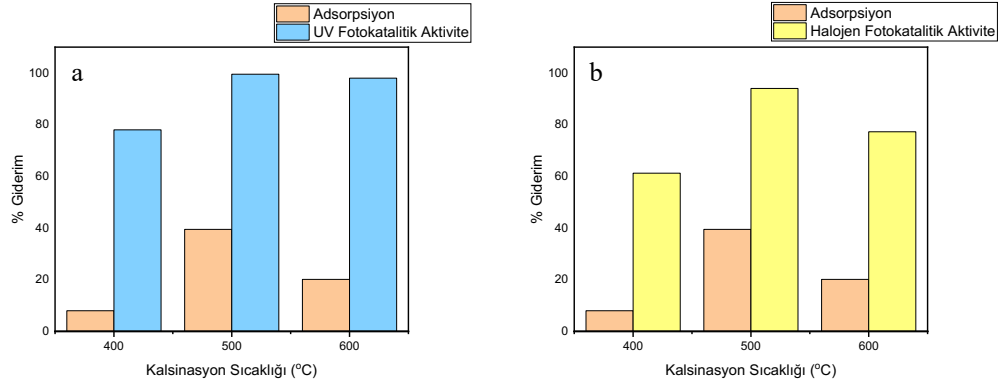 Adsorpsiyon
UV Fotokatalitik Aktivite
a
100
80
60
40
20
0
% Giderim
400 500 600
Kalsinasyon Sıcaklığı (°C)
Adsorpsiyon
Halojen Fotokatalitik Aktivite
b
100
80
60
40
20
0
% Giderim
400 500 600
Kalsinasyon Sıcaklığı (°C)